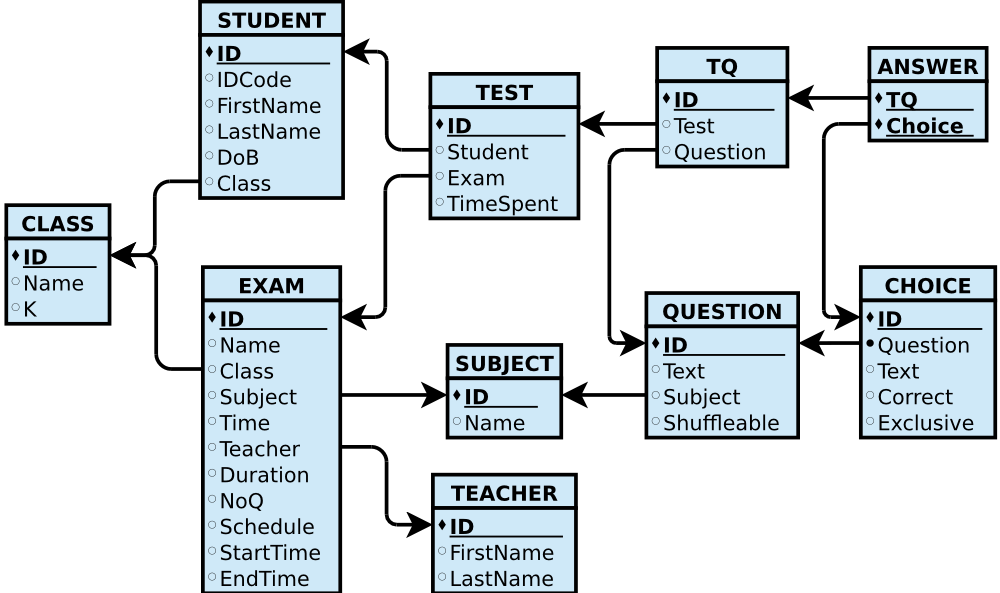 STUDENT
ID
IDCode
FirstName
LastName
DoB
Class
TEST
ID
Student
Exam
TimeSpent
TQ
ID
Test
Question
ANSWER
TQ
Choice
CLASS
ID
Name
K
EXAM
ID
Name
Class
Subject
Time
Teacher
Duration
NoQ
Schedule
StartTime
EndTime
SUBJECT
ID
Name
QUESTION
ID
Text
Subject
Shuffleable
CHOICE
ID
Question
Text
Correct
Exclusive
TEACHER
ID
FirstName
LastName